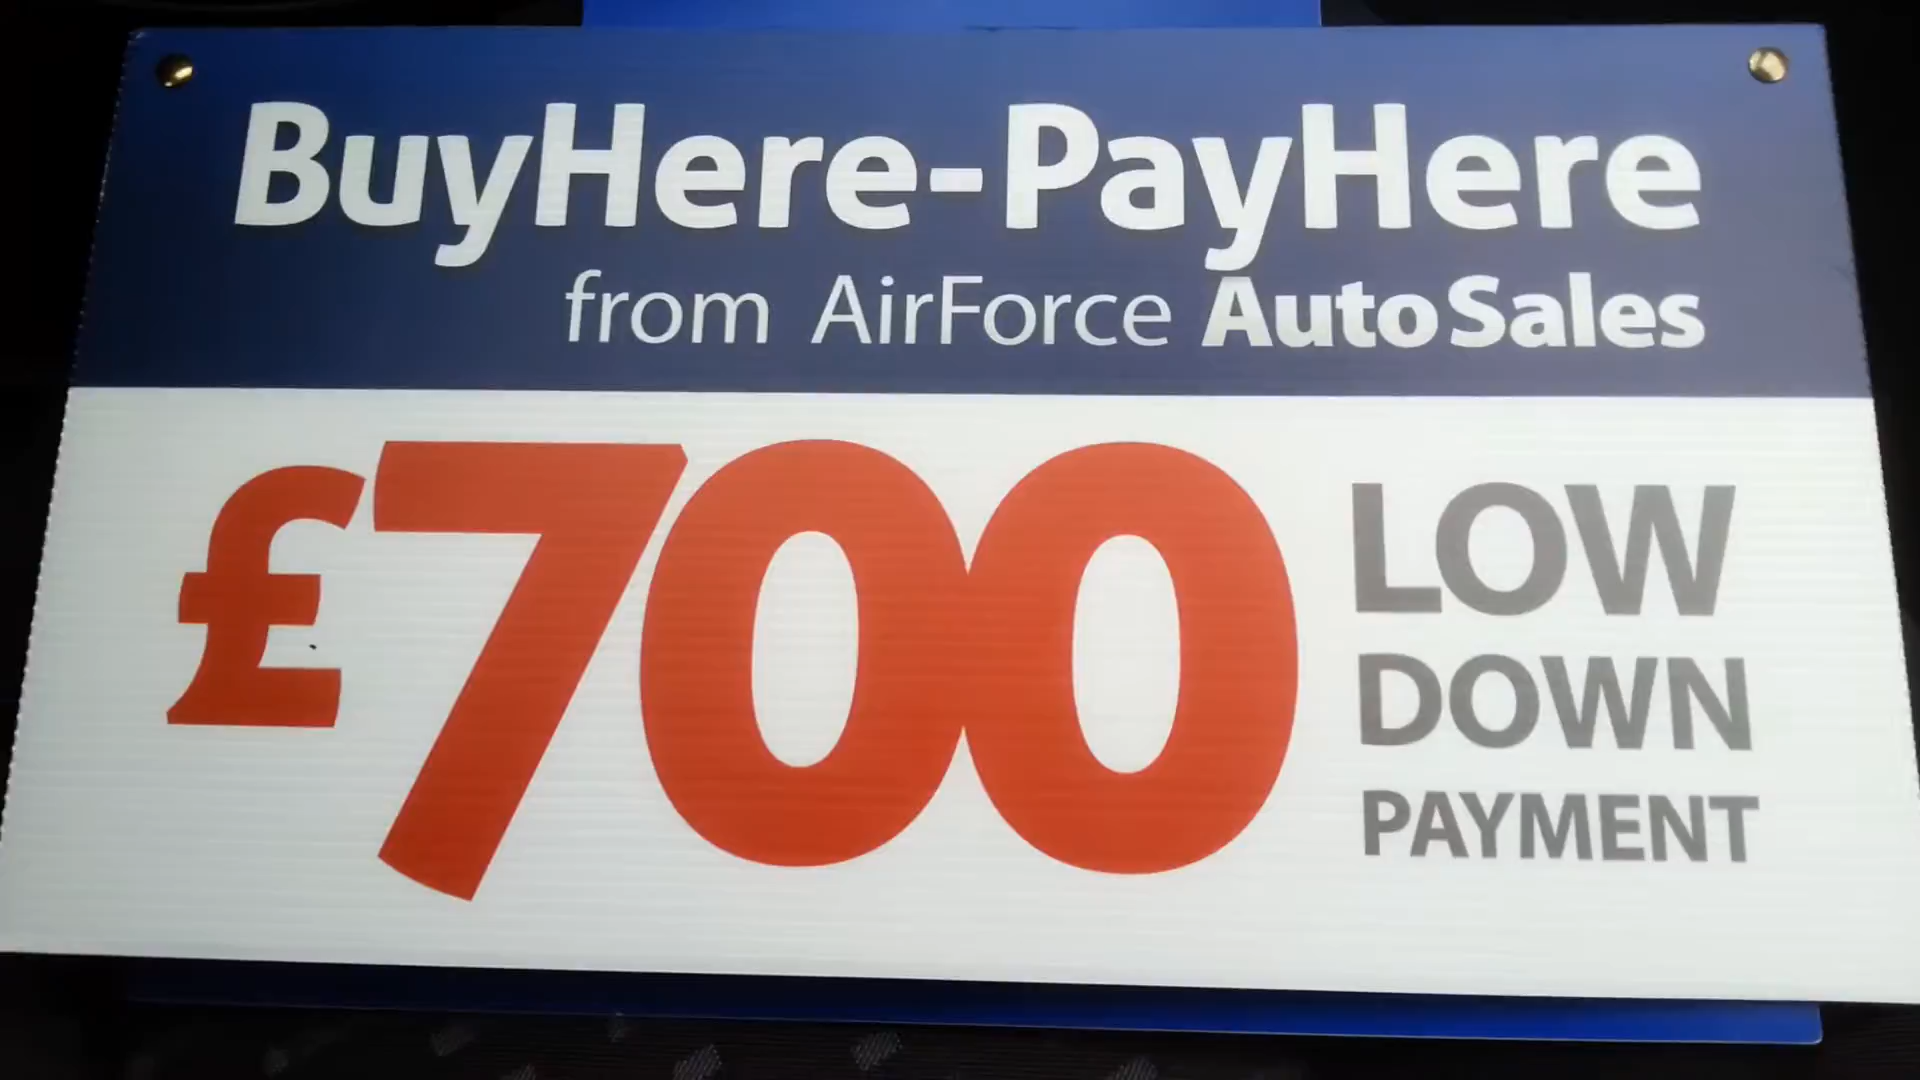 BuyHere-PayHere
from AirForce AutoSales
£700
LOW
DOWN
PAYMENT